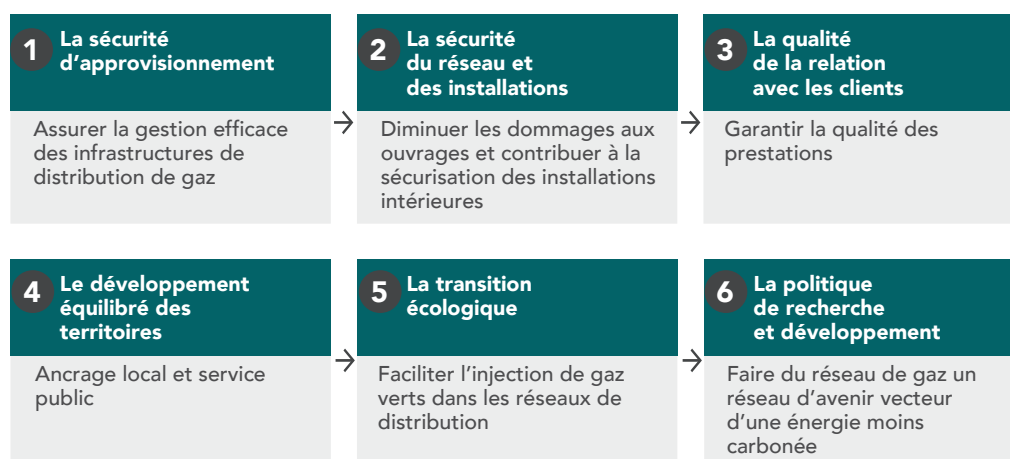 1
La sécurité
d’approvisionnement
Assurer la gestion efficace
des infrastructures de
distribution de gaz
2
La sécurité
du réseau et
des installations
Diminuer les dommages aux
ouvrages et contribuer à la
sécurisation des installations
intérieures
3
La qualité
de la relation
avec les clients
Garantir la qualité des
prestations
4
Le développement
équilibré des
territoires
Ancrage local et service
public
5
La transition
écologique
Faciliter l’injection de gaz
verts dans les réseaux de
distribution
6
La politique
de recherche
et développement
Faire du réseau de gaz un
réseau d’avenir vecteur
d’une énergie moins
carbonée